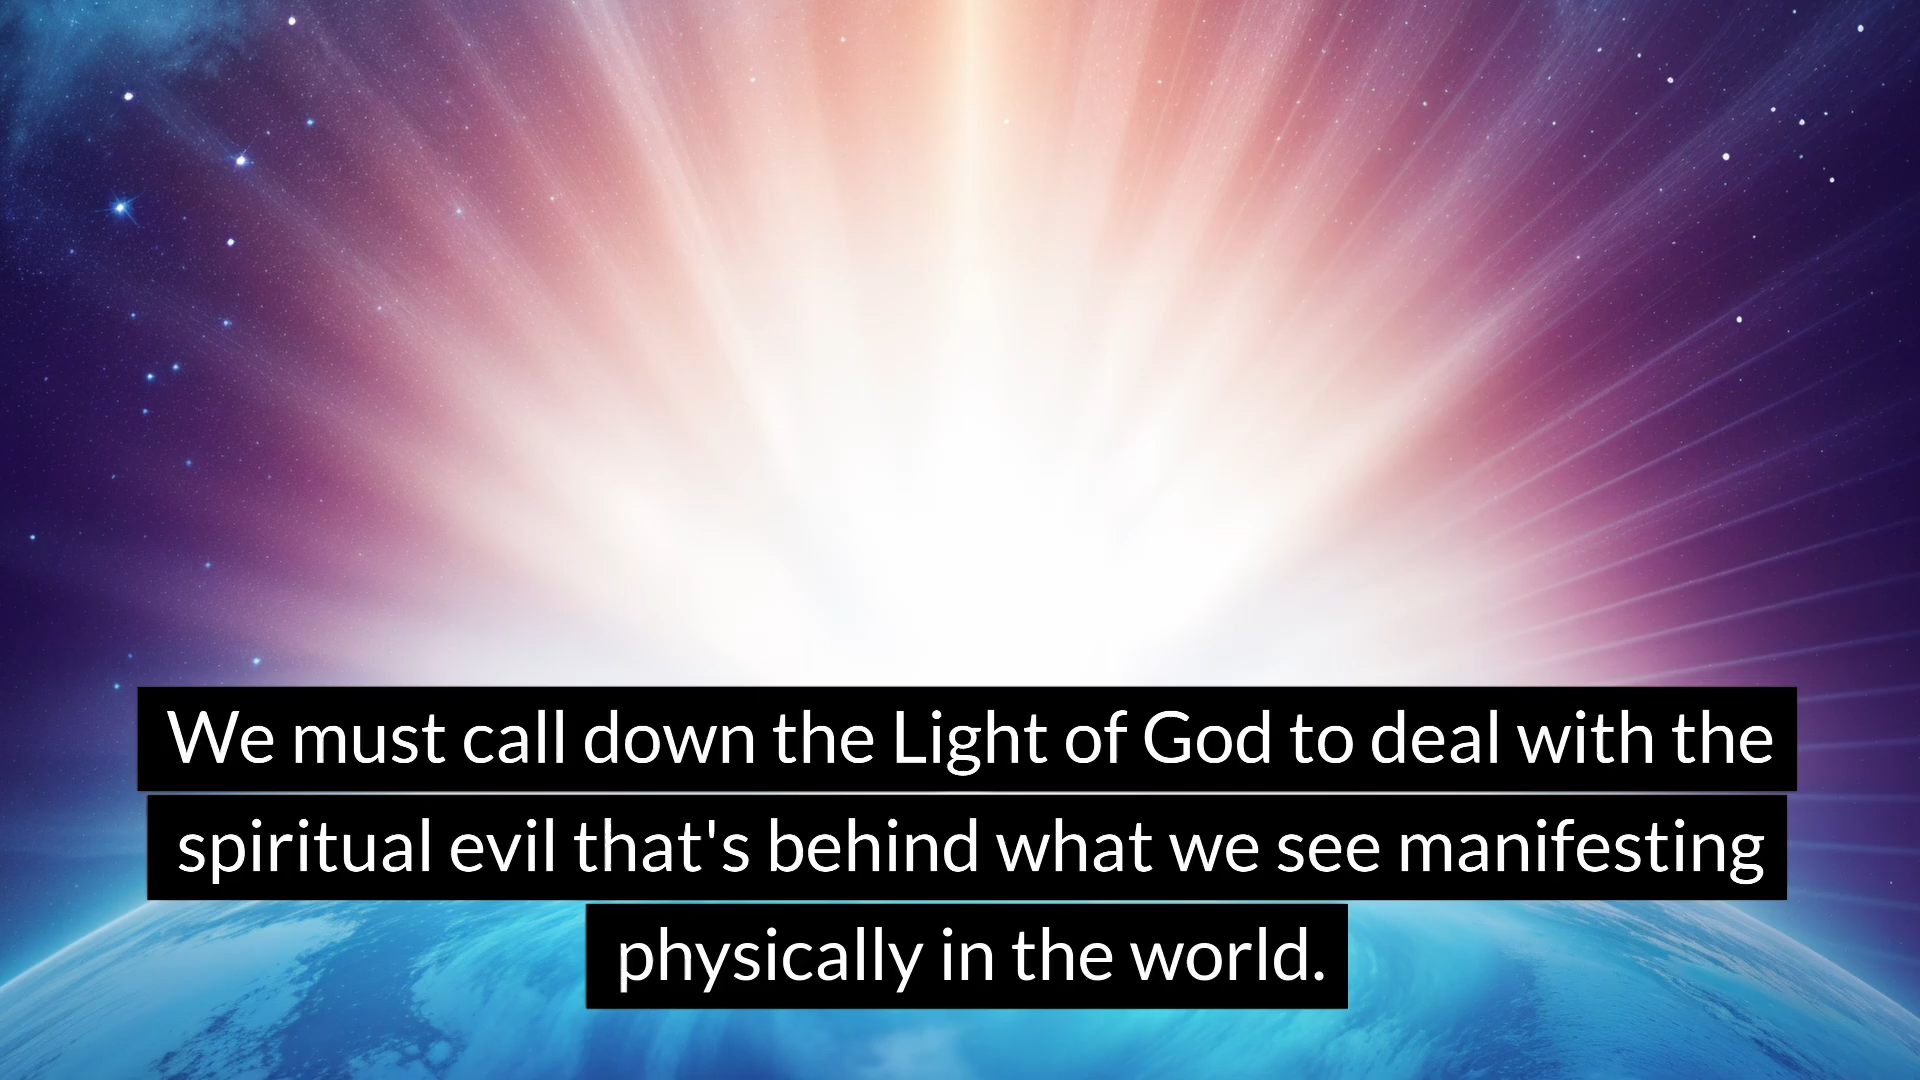 We must call down the Light of God to deal with the
spiritual evil that's behind what we see manifesting
physically in the world.